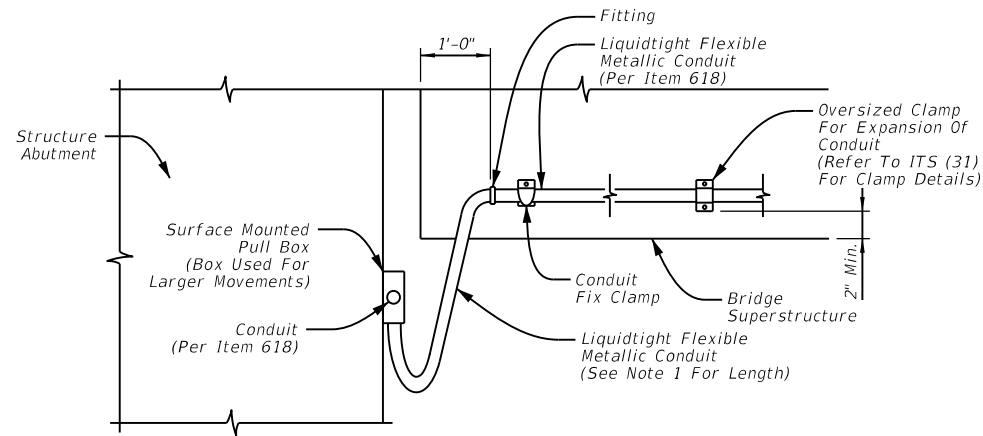 Fitting
1'-0"
Liquidtight Flexible
Metallic Conduit
(Per Item 618)
Oversized Clamp
For Expansion Of
Conduit
(Refer To ITS (31)
For Clamp Details)
Structure
Abutment
Surface Mounted
Pull Box
(Box Used For
Larger Movements)
Conduit
Fix Clamp
2" Min.
Bridge
Superstructure
Conduit
(Per Item 618)
Liquidtight Flexible
Metallic Conduit
(See Note 1 For Length)